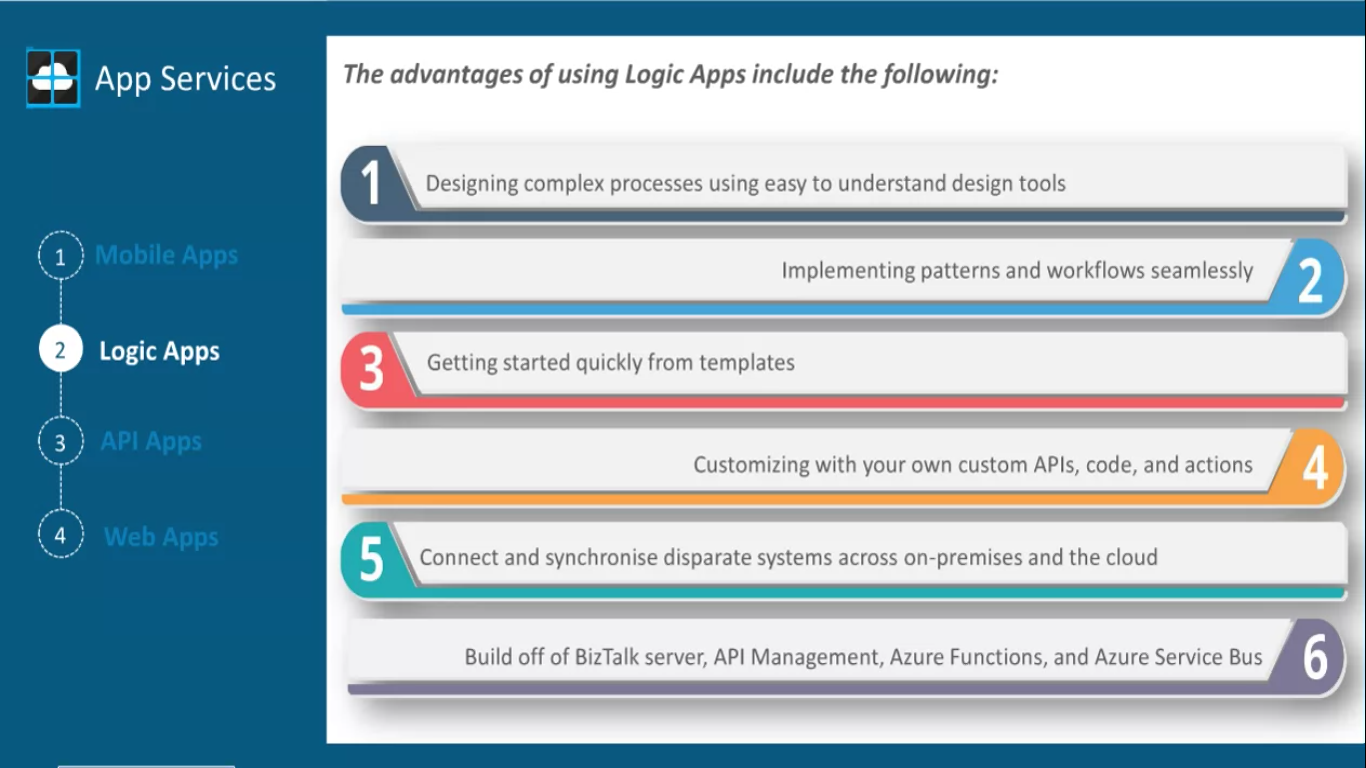 App Services
1 Mobile Apps
2 Logic Apps
3 API Apps
4 Web Apps
The advantages of using Logic Apps include the following:
1 Designing complex processes using easy to understand design tools
Implementing patterns and workflows seamlessly 2
3 Getting started quickly from templates
Customizing with your own custom APIs, code, and actions 4
5 Connect and synchronise disparate systems across on-premises and the cloud
Build off of BizTalk server, API Management, Azure Functions, and Azure Service Bus 6